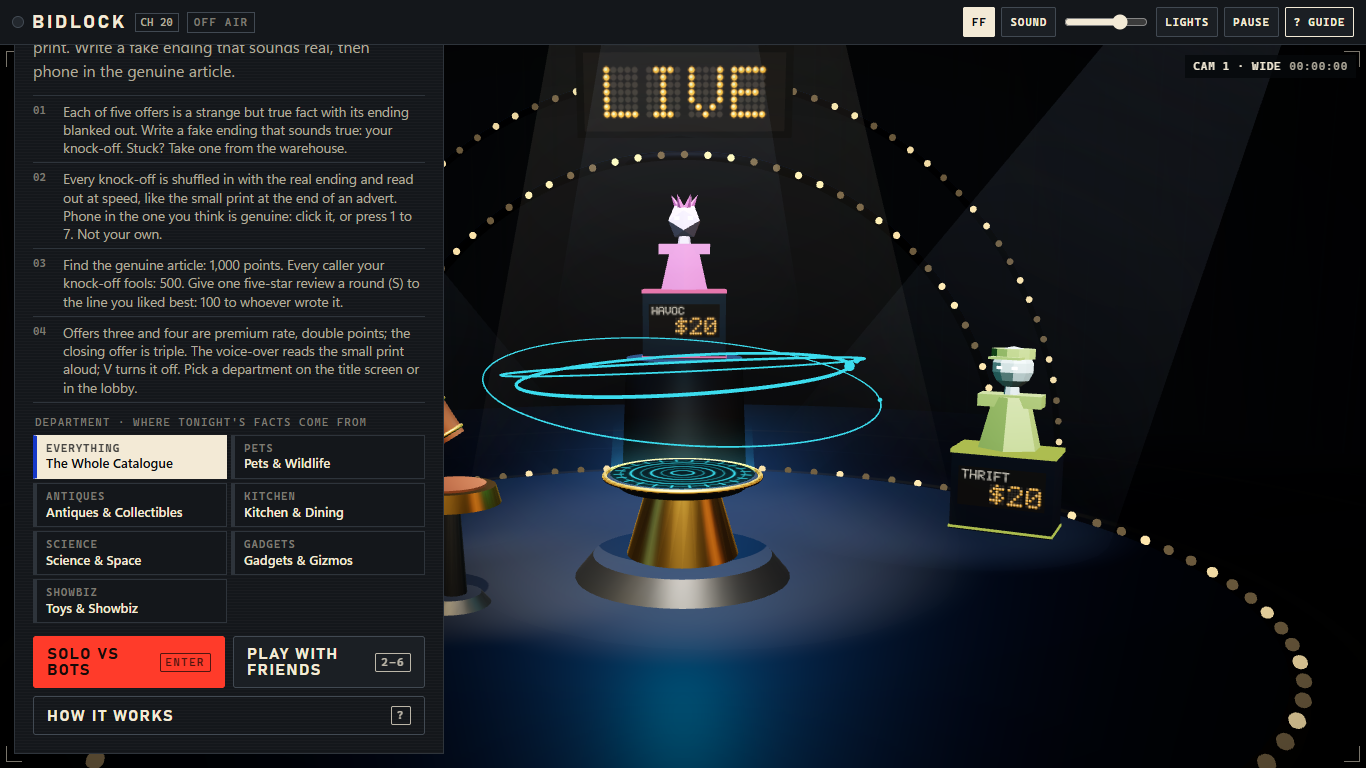 BIDLOCK CH 20 OFF AIR FF SOUND LIGHTS PAUSE ? GUIDE
print. Write a fake ending that sounds real, then
phone in the genuine article.
01 Each of five offers is a strange but true fact with its ending
blanked out. Write a fake ending that sounds true: your
knock-off. Stuck? Take one from the warehouse.
02 Every knock-off is shuffled in with the real ending and read
out at speed, like the small print at the end of an advert.
Phone in the one you think is genuine: click it, or press 1 to
7. Not your own.
03 Find the genuine article: 1,000 points. Every caller your
knock-off fools: 500. Give one five-star review a round (S) to
the line you liked best: 100 to whoever wrote it.
04 Offers three and four are premium rate, double points; the
closing offer is triple. The voice-over reads the small print
aloud; V turns it off. Pick a department on the title screen or
in the lobby.
DEPARTMENT · WHERE TONIGHT'S FACTS COME FROM
EVERYTHING
The Whole Catalogue
PETS
Pets & Wildlife
ANTIQUES
Antiques & Collectibles
KITCHEN
Kitchen & Dining
SCIENCE
Science & Space
GADGETS
Gadgets & Gizmos
SHOWBIZ
Toys & Showbiz
SOLO VS
BOTS ENTER
PLAY WITH
FRIENDS 2–6
HOW IT WORKS ?
CAM 1 · WIDE 00:00:00
LIVE
HAVOC
$20
THRIFT
$20